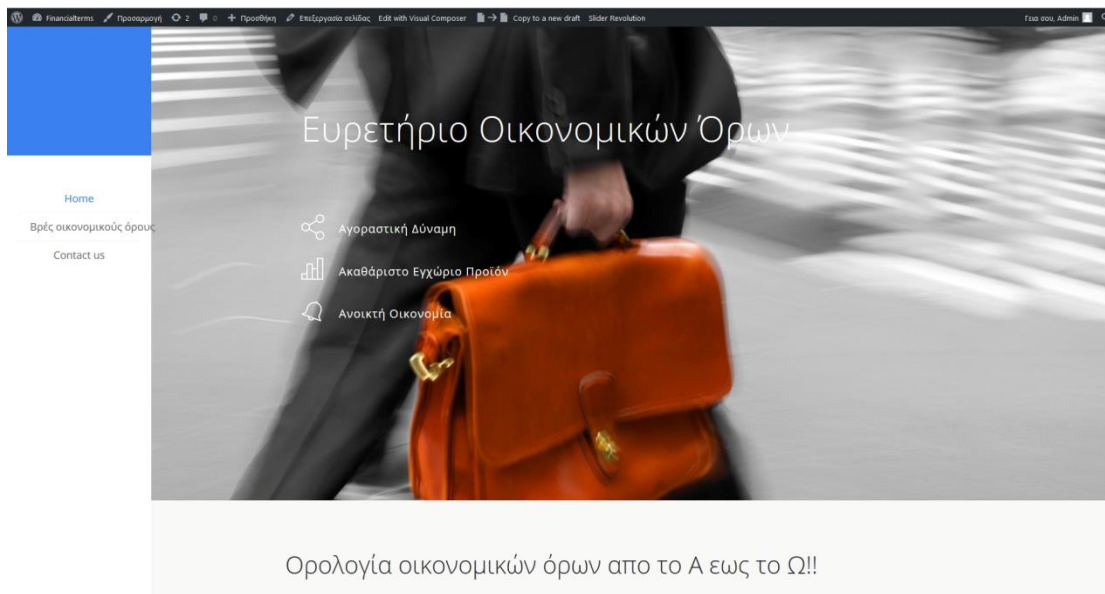 Financialterms Προσαρμογή 2 0 + Προσθήκη Επεξεργασία σελίδας Edit with Visual Composer Copy to a new draft Slider Revolution Γεια σου, Admin
Ευρετήριο Οικονομικών Όρων
Home
Βρές οικονομικούς όρους
Contact us
Αγοραστική Δύναμη
Ακαθάριστο Εγχώριο Προϊόν
Ανοικτή Οικονομία
Ορολογία οικονομικών όρων απο το Α εως το Ω!!